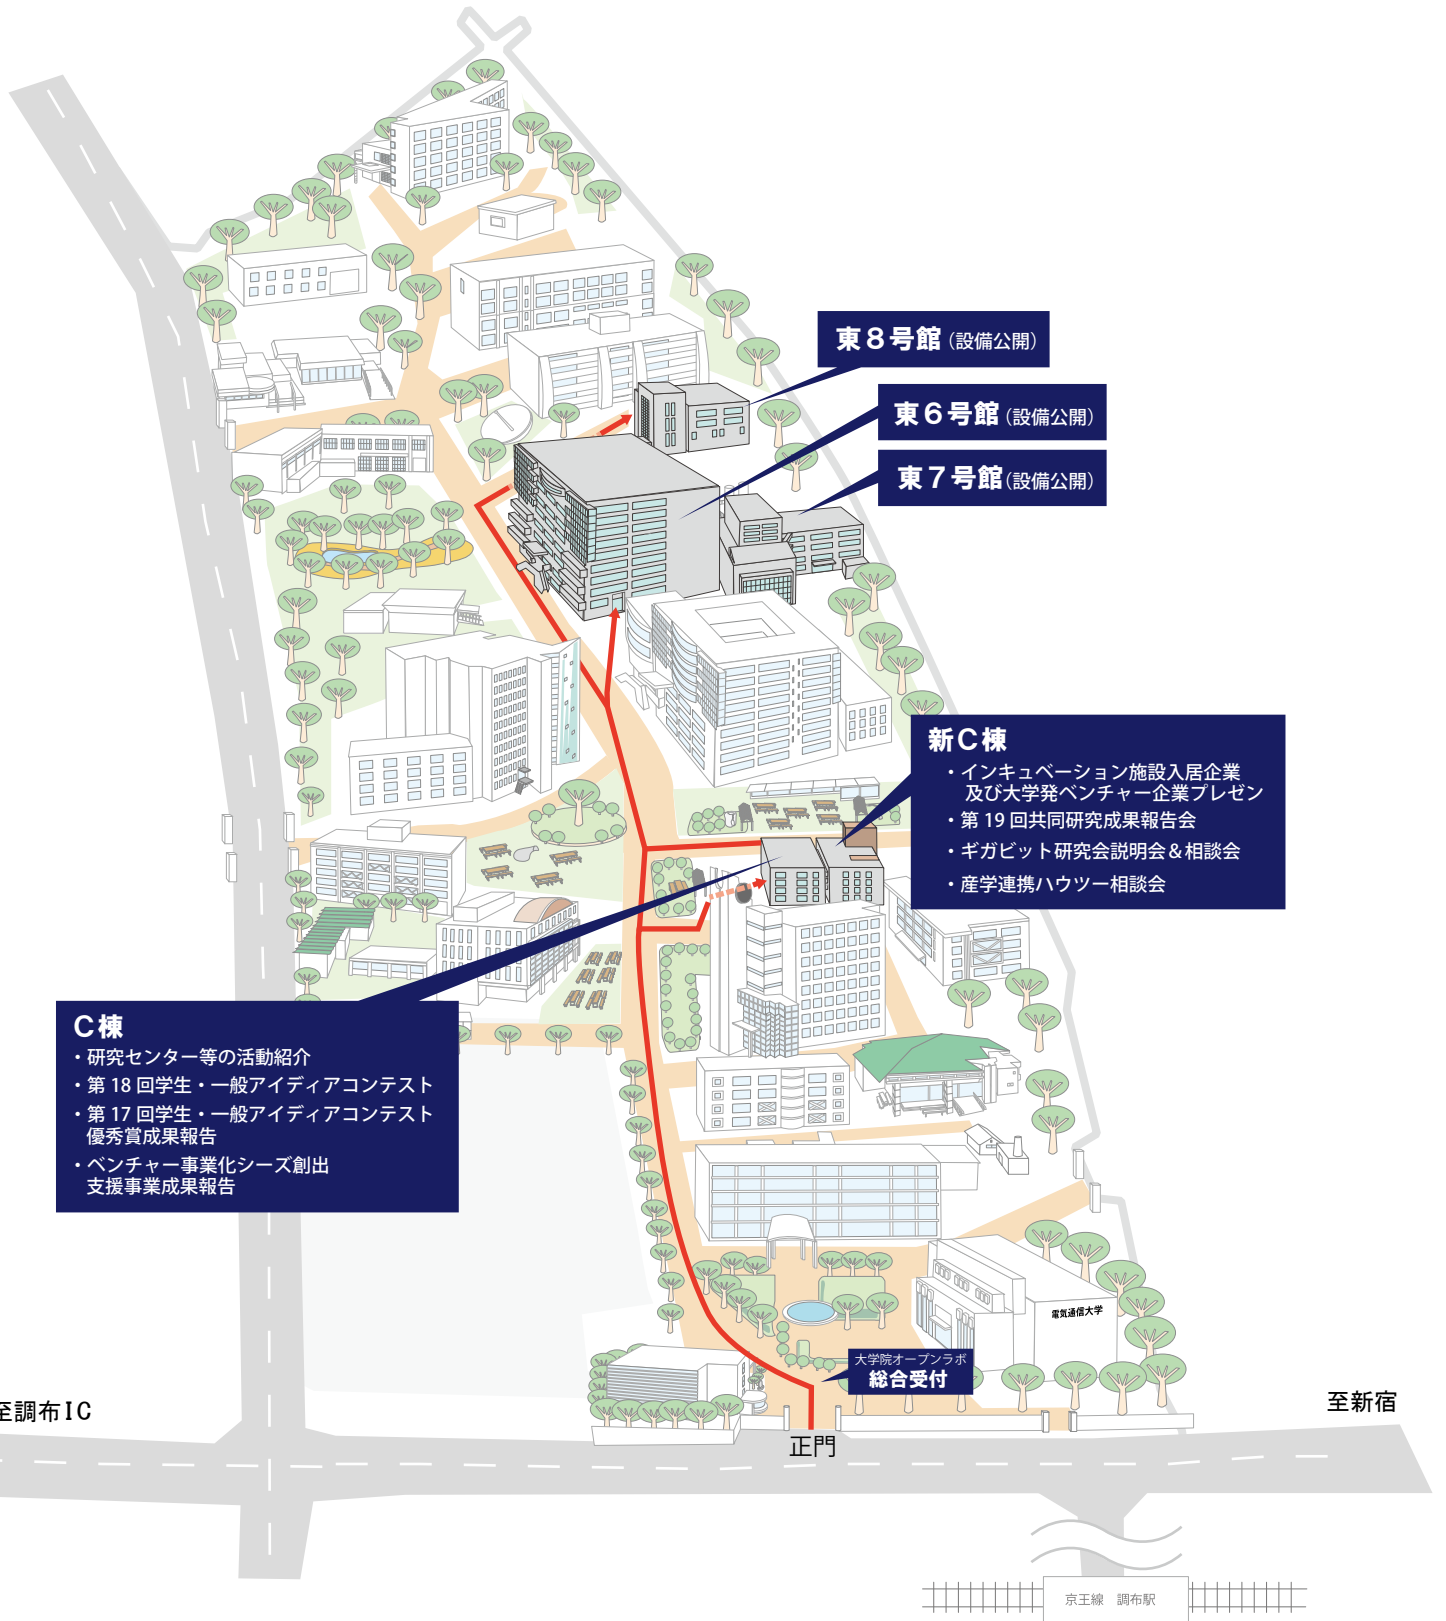 東８号館(設備公開)
東６号館(設備公開)
東７号館(設備公開)
新Ｃ棟
・インキュベーション施設入居企業
及び大学発ベンチャー企業プレゼン
・第 19 回共同研究成果報告会
・ギガビット研究会説明会＆相談会
・産学連携ハウツー相談会
Ｃ棟
・研究センター等の活動紹介
・第 18 回学生・一般アイディアコンテスト
・第 17 回学生・一般アイディアコンテスト
優秀賞成果報告
・ベンチャー事業化シーズ創出
支援事業成果報告
電気通信大学
大学院オープンラボ
総合受付
至調布IC
至新宿
正門
京王線　調布駅